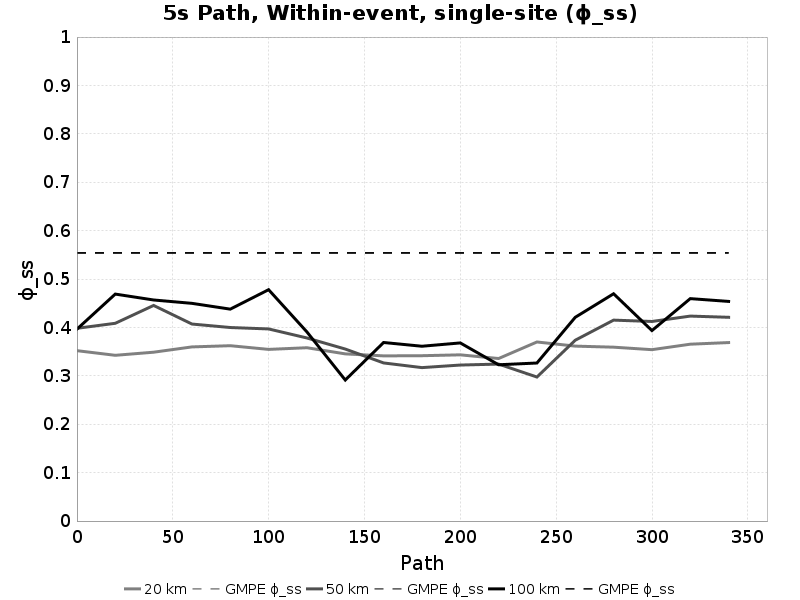 5s Path, Within-event, single-site (ϕ_ss)
1
0.9
0.8
0.7
0.6
0.5
0.4
0.3
0.2
0.1
0
ϕ_ss
0 50 100 150 200 250 300 350
Path
20 km GMPE ϕ_ss 50 km GMPE ϕ_ss 100 km GMPE ϕ_ss